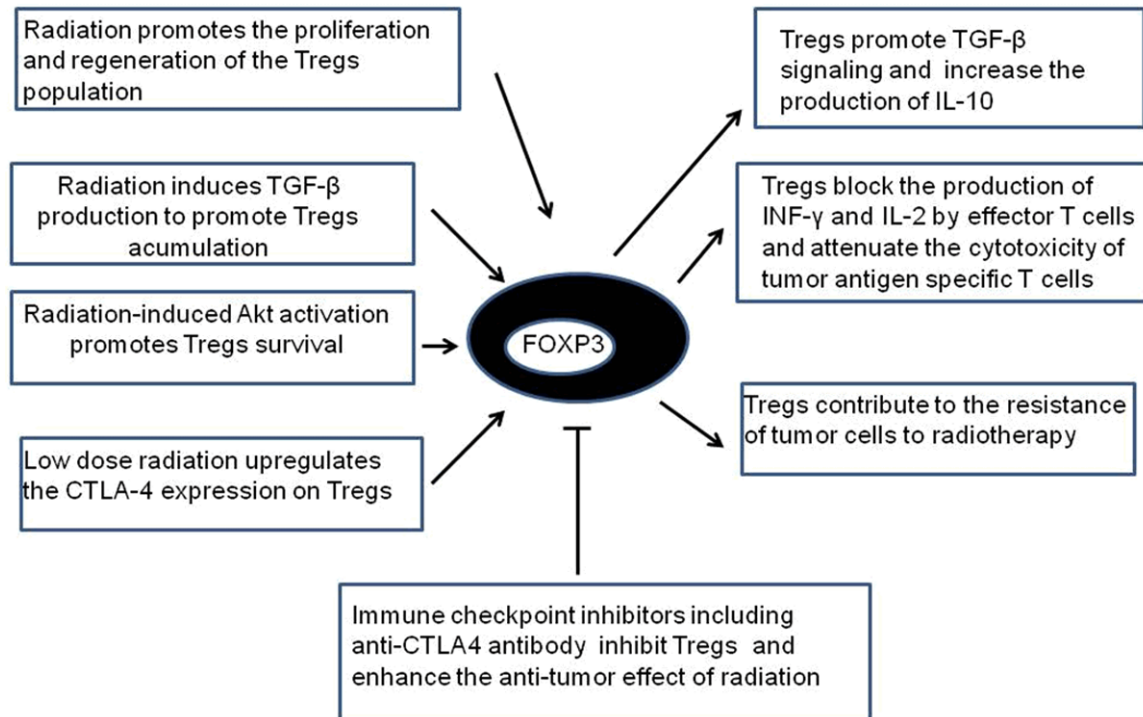 Radiation promotes the proliferation
and regeneration of the Tregs
population
Radiation induces TGF-β
production to promote Tregs
acumulation
Radiation-induced Akt activation
promotes Tregs survival
Low dose radiation upregulates
the CTLA-4 expression on Tregs
FOXP3
Tregs promote TGF-β
signaling and increase the
production of IL-10
Tregs block the production of
INF-γ and IL-2 by effector T cells
and attenuate the cytotoxicity of
tumor antigen specific T cells
Tregs contribute to the resistance
of tumor cells to radiotherapy
Immune checkpoint inhibitors including
anti-CTLA4 antibody inhibit Tregs and
enhance the anti-tumor effect of radiation